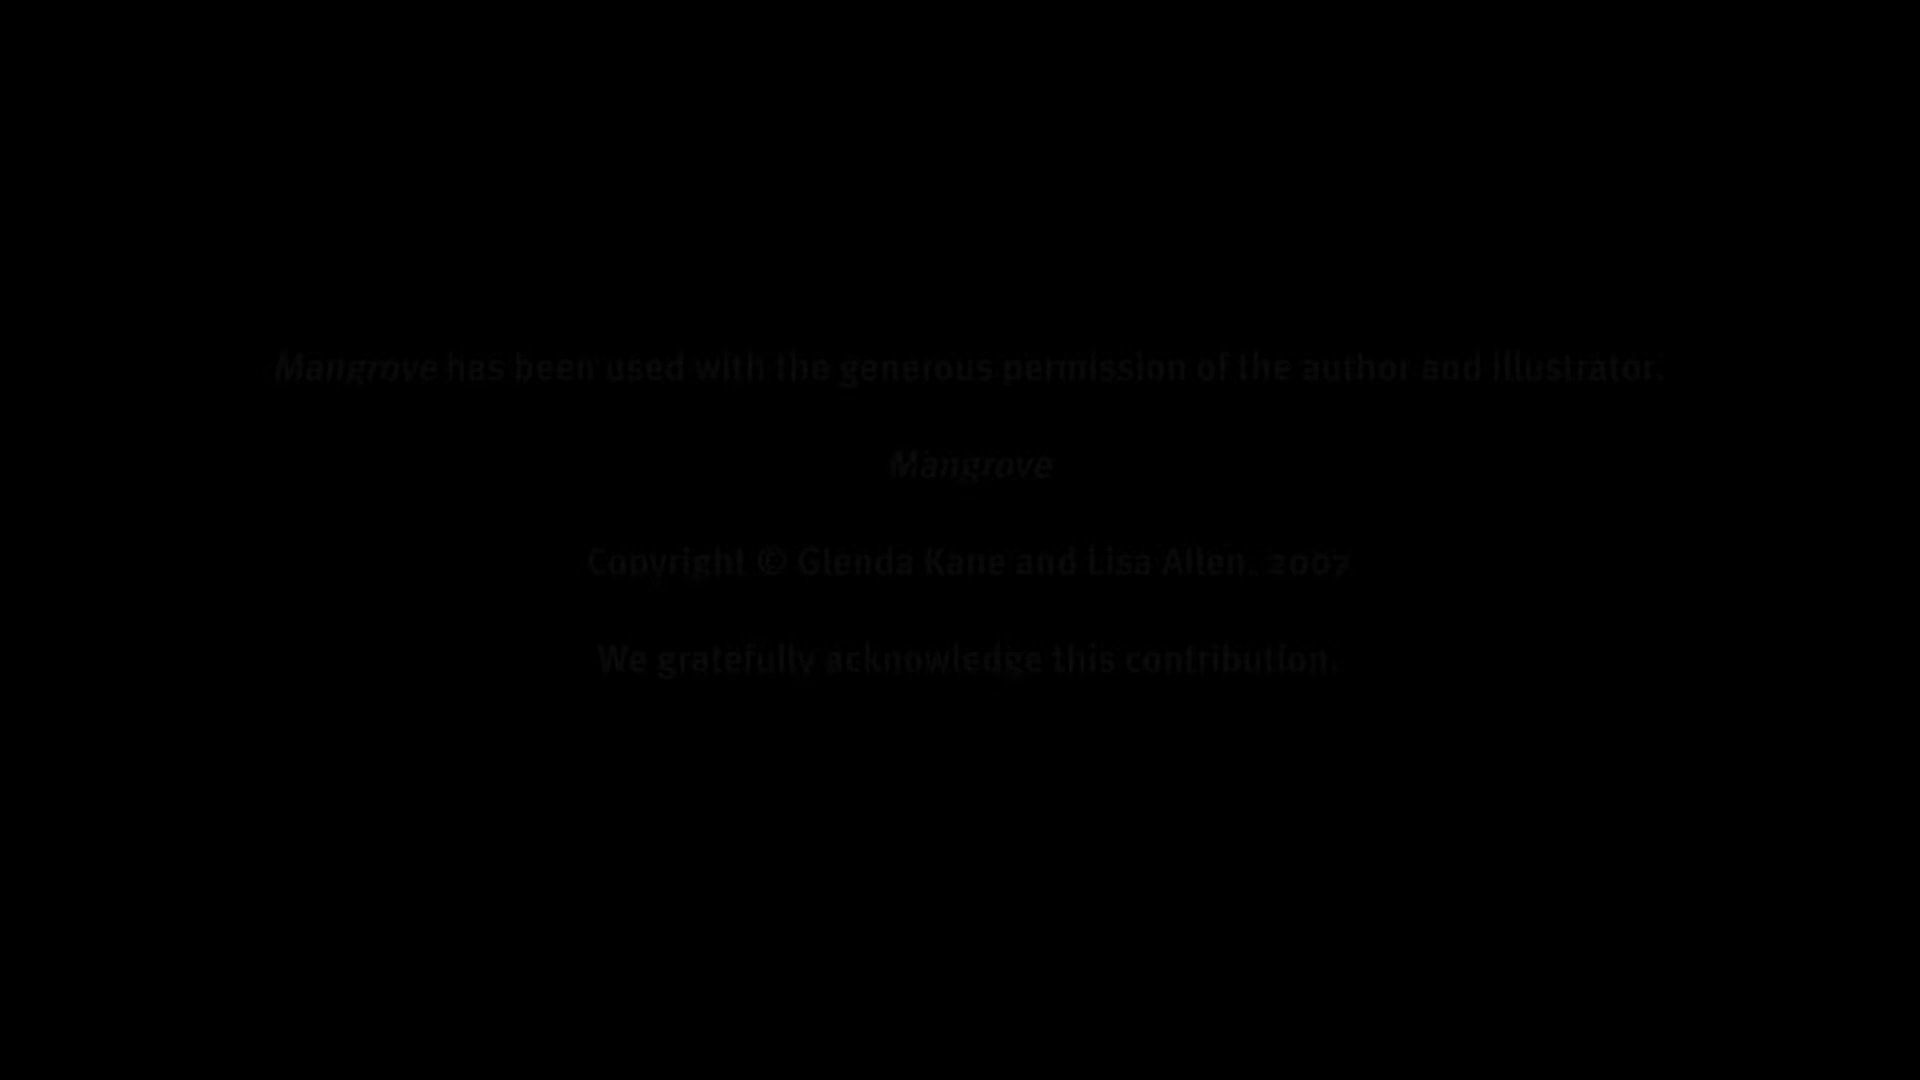 Mangrove has been used with the generous permission of the author and illustrator.
Mangrove
Copyright © Glenda Kane and Lisa Allen, 2007
We gratefully acknowledge this contribution.